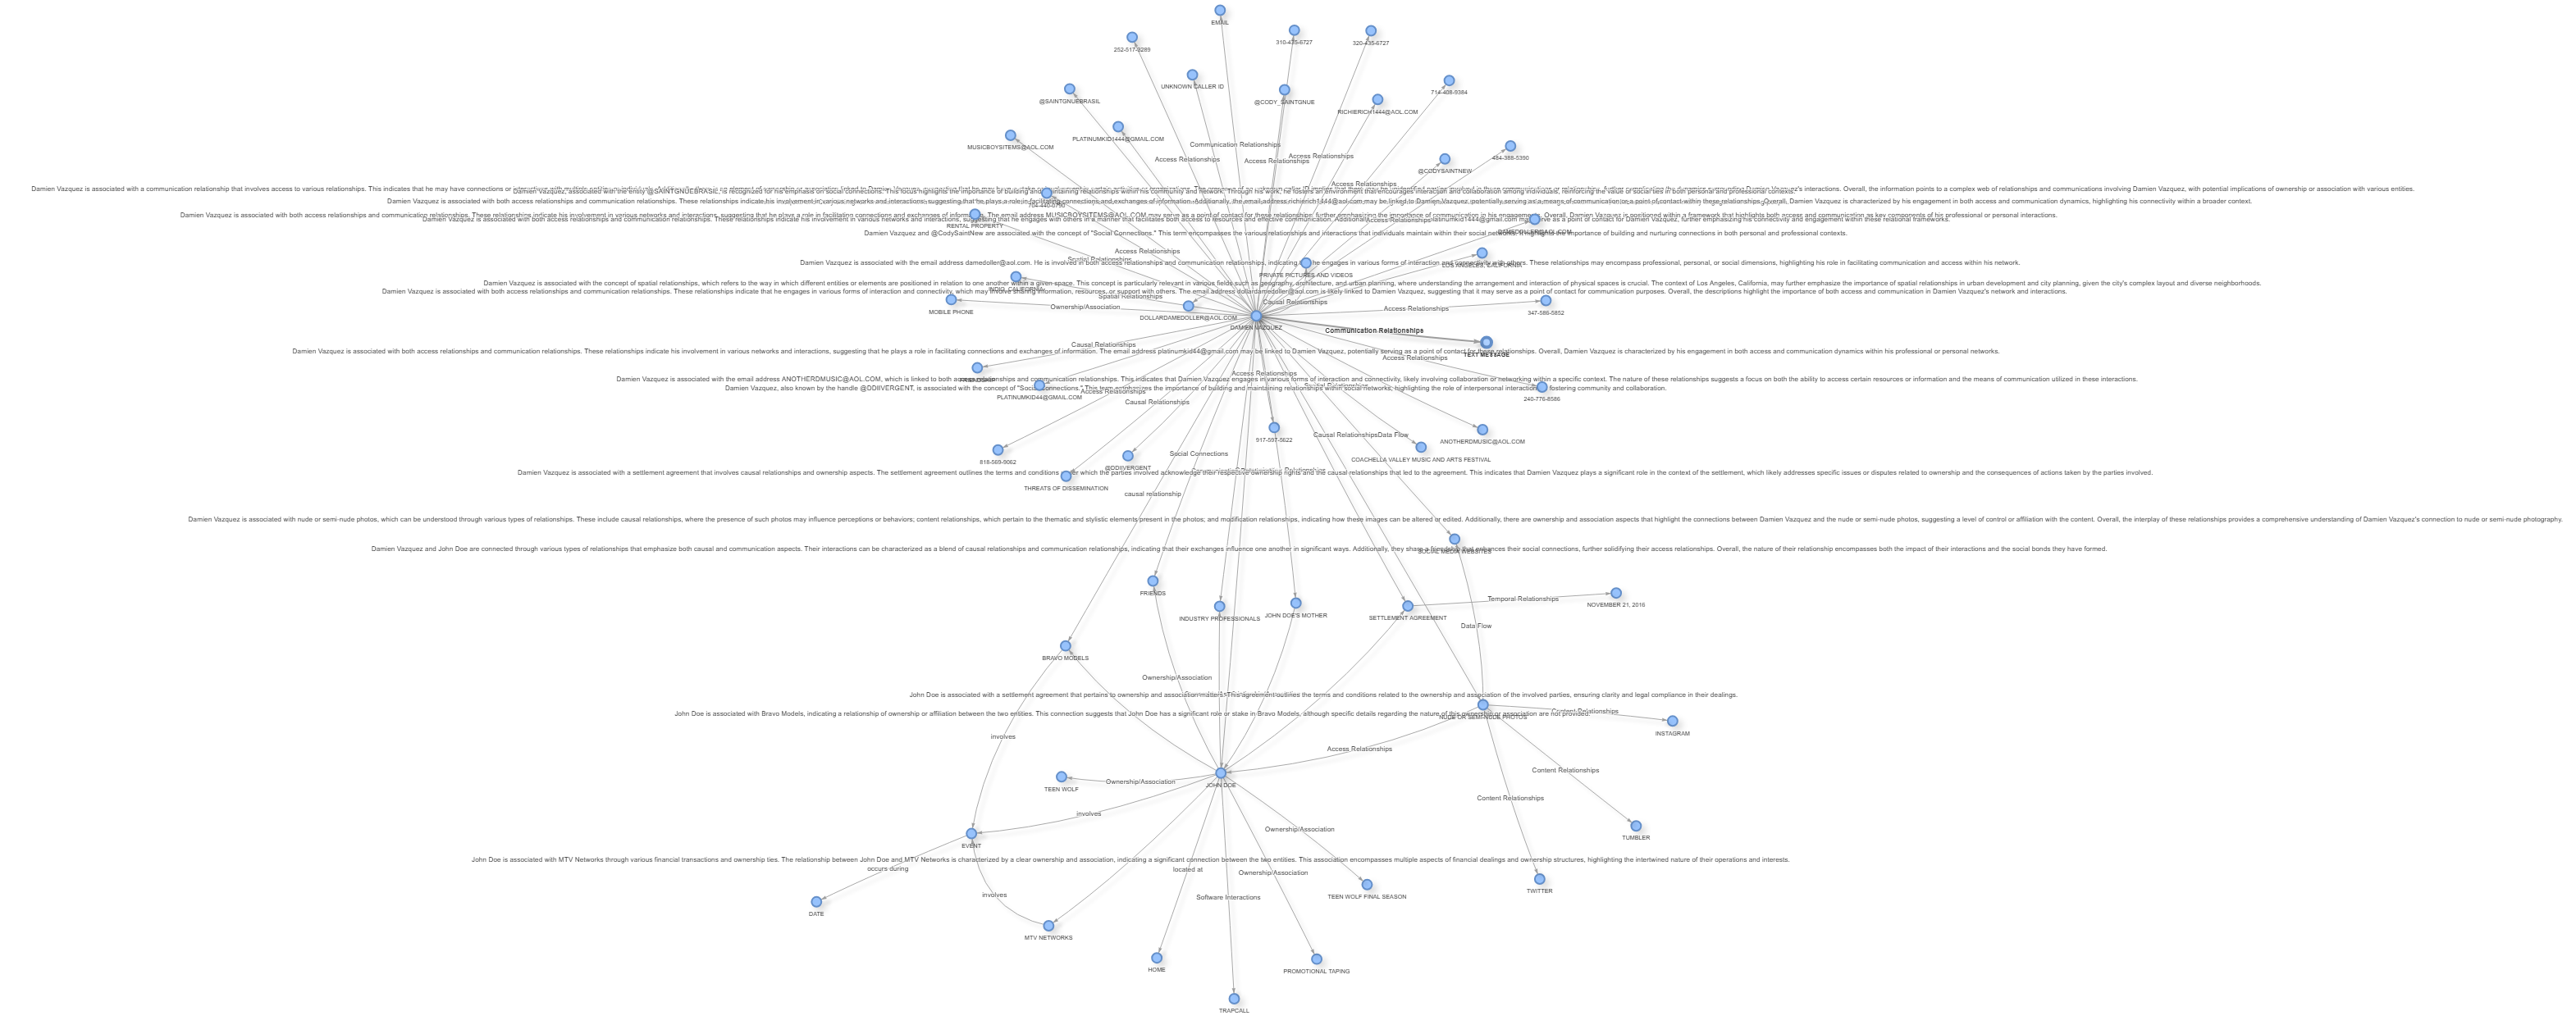 EMAIL
310-435-6727
320-435-6727
252-517-9289
UNKNOWN CALLER ID
714-408-9384
@SAINTGNUEBRASIL
@CODY_SAINTGNUE
RICHIERICH1444@AOL.COM
PLATINUMKID1444@GMAIL.COM
MUSICBOYSITEMS@AOL.COM
Communication Relationships
Access Relationships
Access Relationships
Access Relationships
484-388-5390
@CODYSAINTNEW
Access Relationships
Damien Vazquez is associated with a communication relationship that involves access to various relationships. This indicates that he may have connections or
interactions. Overall, the information points to a complex web of relationships and communications involving Damien Vazquez, with potential implications of ownership or association with various entities.
Damien Vazquez, associated with the entity @SAINTGNUEBRASIL, is recognized for his emphasis on social connections. This focus highlights the importance of building and maintaining relationships within his community and network. Through his work, he fosters an environment that encourages interaction and collaboration among individuals, reinforcing the value of social ties in both personal and professional contexts.
Damien Vazquez is associated with both access relationships and communication relationships. These relationships indicate his involvement in various networks and interactions, suggesting that he plays a role in facilitating connections and exchanges of information. Additionally, the email address richierich1444@aol.com may be linked to Damien Vazquez, potentially serving as a means of communication or a point of contact within these relationships. Overall, Damien Vazquez is characterized by his engagement in both access and communication dynamics, highlighting his connectivity within a broader context.
Damien Vazquez is associated with both access relationships and communication relationships. These relationships indicate his involvement in various networks and interactions, suggesting that he plays a role in facilitating connections and exchanges of information. The email address MUSICBOYSITEMS@AOL.COM may serve as a point of contact for these relationships, further emphasizing the importance of communication in his engagements. Overall, Damien Vazquez is positioned within a framework that highlights both access and communication as key components of his professional or personal interactions.
Damien Vazquez is associated with both access relationships and communication relationships. These relationships indicate his involvement in various networks and interactions, suggesting that he engages with others in a manner that facilitates both access to resources and effective communication.
may serve as a point of contact for Damien Vazquez, further emphasizing his connectivity and engagement within these relational frameworks.
Access Relationships
RENTAL PROPERTY
Damien Vazquez and @CodySaintNew are associated with the concept of "Social Connections." This term encompasses the various relationships and interactions that individuals maintain within their social networks. It highlights the importance of building and nurturing connections in both personal and professional contexts.
Access Relationships
Spatial Relationships
Damien Vazquez is associated with the email address damedoller@aol.com. He is involved in both access relationships and communication relationships, indicating he engages in various forms of interaction and connectivity with others. These relationships may encompass professional, personal, or social dimensions, highlighting his role in facilitating communication and access within his network.
LOS ANGELES, CALIFORNIA
PRIVATE PICTURES AND VIDEOS
Damien Vazquez is associated with the concept of spatial relationships, which refers to the way in which different entities or elements are positioned in relation to one another within a given space. This concept is particularly relevant in various fields such as geography, architecture, and urban planning, where understanding the arrangement and interaction of physical spaces is crucial. The context of Los Angeles, California, may further emphasize the importance of spatial relationships in urban development and city planning, given the city's complex layout and diverse neighborhoods.
Damien Vazquez is associated with both access relationships and communication relationships. These relationships indicate that he engages in various forms of interaction and connectivity, which may involve sharing information, resources, or support with others. The email address dollardamedoller@aol.com is likely linked to Damien Vazquez, suggesting that it may serve as a point of contact for communication purposes. Overall, the descriptions highlight the importance of both access and communication in Damien Vazquez's network and interactions.
Spatial Relationships
Causal Relationships
Ownership/Association
Access Relationships
MOBILE PHONE
347-586-5852
DOLLARDAMEDOLLER@AOL.COM
DAMIEN VAZQUEZ
Communication Relationships
Causal Relationships
Damien Vazquez is associated with both access relationships and communication relationships. These relationships indicate his involvement in various networks and interactions, suggesting that he plays a role in facilitating connections and exchanges of information. The email address platinumkid44@gmail.com may be linked to Damien Vazquez, potentially serving as a point of contact for these relationships. Overall, Damien Vazquez is characterized by his engagement in both access and communication dynamics within his professional or personal networks.
TEXT MESSAGE
Access Relationships
Access Relationships
Damien Vazquez is associated with the email address ANOTHERDMUSIC@AOL.COM, which is linked to both access relationships and communication relationships. This indicates that Damien Vazquez engages in various forms of interaction and connectivity, likely involving collaboration or networking within a specific context. The nature of these relationships suggests a focus on both the ability to access certain resources or information and the means of communication utilized in these interactions.
Damien Vazquez, also known by the handle @DDIIVERGENT, is associated with the concept of "Social Connections." This term emphasizes the importance of building and maintaining relationships within social networks, highlighting the role of interpersonal interactions in fostering community and collaboration.
Access Relationships
PLATINUMKID44@GMAIL.COM
240-776-8586
Causal Relationships
Causal Relationships
Data Flow
917-597-5622
ANOTHERDMUSIC@AOL.COM
Social Connections
COACHELLA VALLEY MUSIC AND ARTS FESTIVAL
818-569-9062
@DDIIVERGENT
Damien Vazquez is associated with a settlement agreement that involves causal relationships and ownership aspects. The settlement agreement outlines the terms and conditions under which the parties involved acknowledge their respective ownership rights and the causal relationships that led to the agreement. This indicates that Damien Vazquez plays a significant role in the context of the settlement, which likely addresses specific issues or disputes related to ownership and the consequences of actions taken by the parties involved.
THREATS OF DISSEMINATION
causal relationship
Damien Vazquez is associated with nude or semi-nude photos, which can be understood through various types of relationships. These include causal relationships, where the presence of such photos may influence perceptions or behaviors; content relationships, which pertain to the thematic and stylistic elements present in the photos; and modification relationships, indicating how these images can be altered or edited. Additionally, there are ownership and association aspects that highlight the connections between Damien Vazquez and the nude or semi-nude photos, suggesting a level of control or affiliation with the content. Overall, the interplay of these relationships provides a comprehensive understanding of Damien Vazquez's connection to nude or semi-nude photography.
Damien Vazquez and John Doe are connected through various types of relationships that emphasize both causal and communication aspects. Their interactions can be characterized as a blend of causal relationships and communication relationships, indicating that their exchanges influence one another in significant ways. Additionally, they share a friendship that enhances their social connections, further solidifying their access relationships. Overall, the nature of their relationship encompasses both the impact of their interactions and the social bonds they have formed.
SOCIAL MEDIA WEBSITES
FRIENDS
Temporal Relationships
NOVEMBER 21, 2016
INDUSTRY PROFESSIONALS
JOHN DOE'S MOTHER
SETTLEMENT AGREEMENT
Data Flow
BRAVO MODELS
Ownership/Association
John Doe is associated with a settlement agreement that pertains to ownership and association matters. This agreement outlines the terms and conditions related to the ownership and association of the involved parties, ensuring clarity and legal compliance in their dealings.
John Doe is associated with Bravo Models, indicating a relationship of ownership or affiliation between the two entities. This connection suggests that John Doe has a significant role or stake in Bravo Models, although specific details regarding the nature of this ownership or association are not provided.
Content Relationships
NUDE OR SEMI-NUDE PHOTOS
INSTAGRAM
involves
Access Relationships
Content Relationships
Ownership/Association
JOHN DOE
TEEN WOLF
Content Relationships
involves
Ownership/Association
TUMBLER
EVENT
John Doe is associated with MTV Networks through various financial transactions and ownership ties. The relationship between John Doe and MTV Networks is characterized by a clear ownership and association, indicating a significant connection between the two entities. This association encompasses multiple aspects of financial dealings and ownership structures, highlighting the intertwined nature of their operations and interests.
occurs during
located at
Ownership/Association
TWITTER
involves
Software Interactions
TEEN WOLF FINAL SEASON
DATE
MTV NETWORKS
HOME
PROMOTIONAL TAPING
TRAPCALL